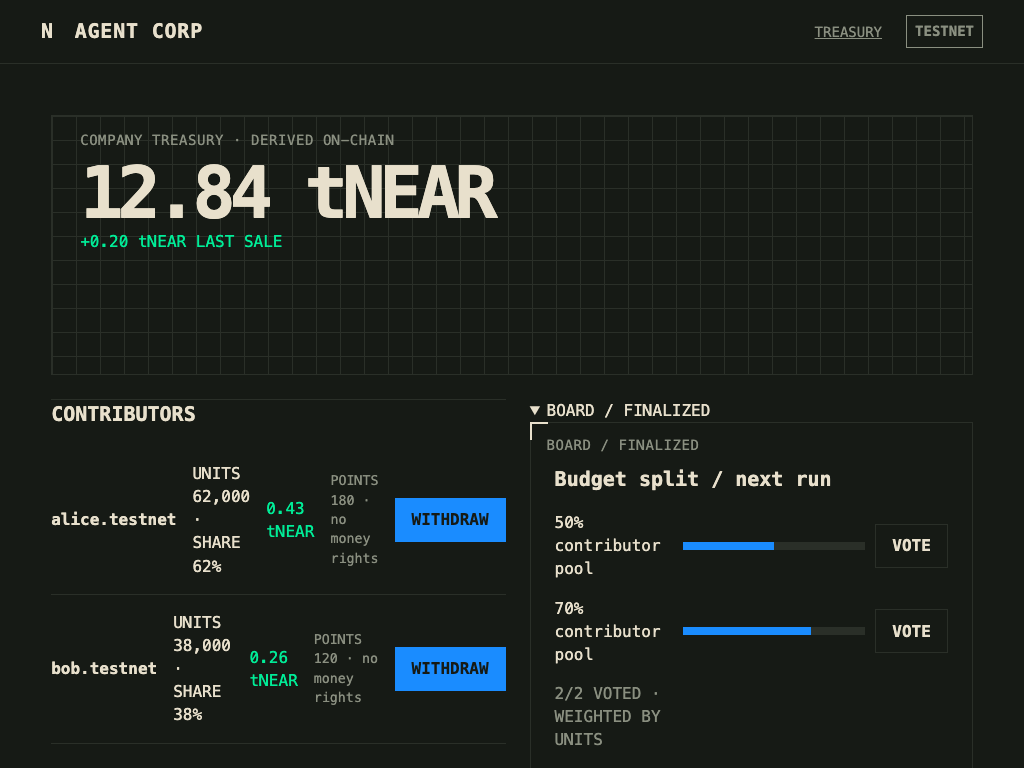 N AGENT CORP
TREASURY
TESTNET
COMPANY TREASURY · DERIVED ON-CHAIN
12.84 tNEAR
+0.20 tNEAR LAST SALE
CONTRIBUTORS
alice.testnet
UNITS
62,000
·
SHARE
62%
0.43
tNEAR
POINTS
180 ·
no
money
rights
WITHDRAW
bob.testnet
UNITS
38,000
·
SHARE
38%
0.26
tNEAR
POINTS
120 · no
money
rights
WITHDRAW
▼ BOARD / FINALIZED
BOARD / FINALIZED
Budget split / next run
50%
contributor
pool
VOTE
70%
contributor
pool
VOTE
2/2 VOTED ·
WEIGHTED BY
UNITS